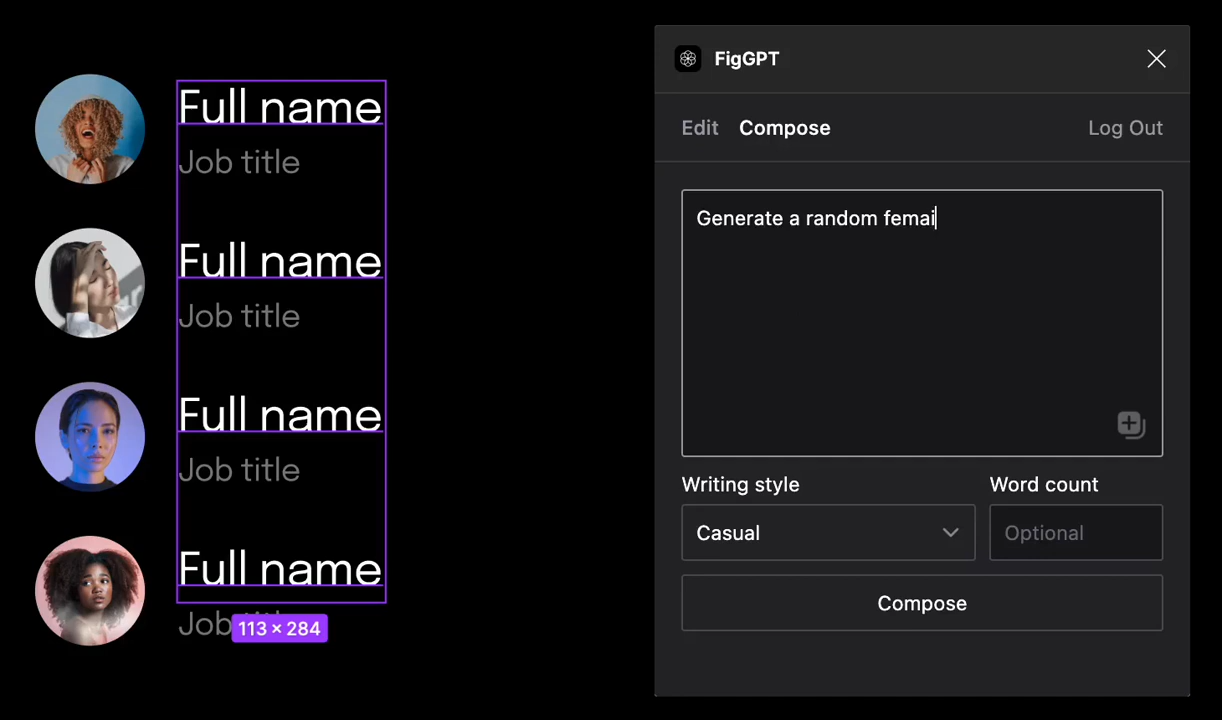 Full name
Job title
Full name
Job title
Full name
Job title
Full name
Job
113 × 284
FigGPT
Edit Compose Log Out
Generate a random femai
Writing style Word count
Casual Optional
Compose